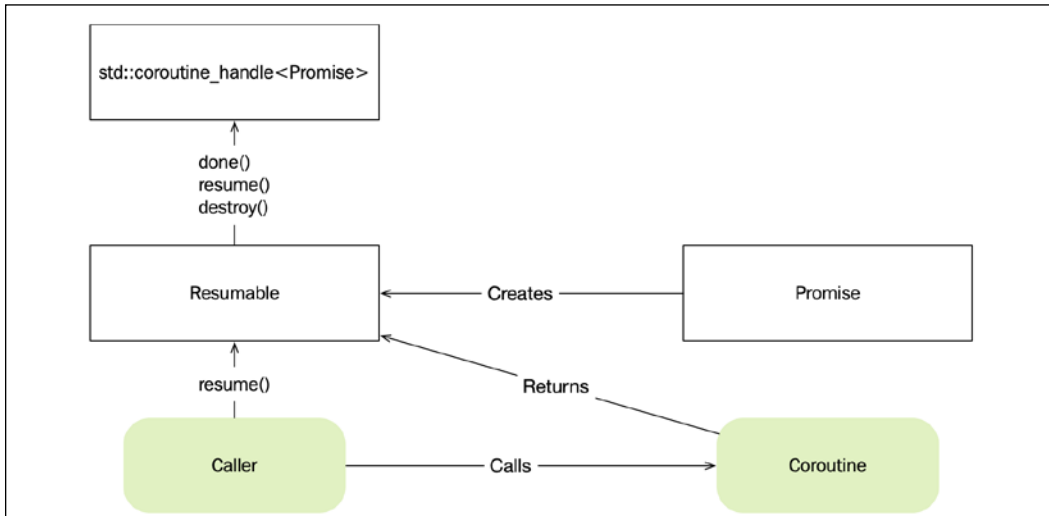 std::coroutine_handle<Promise>
done()
resume()
destroy()
Resumable
Creates
Promise
resume()
Returns
Caller
Calls
Coroutine